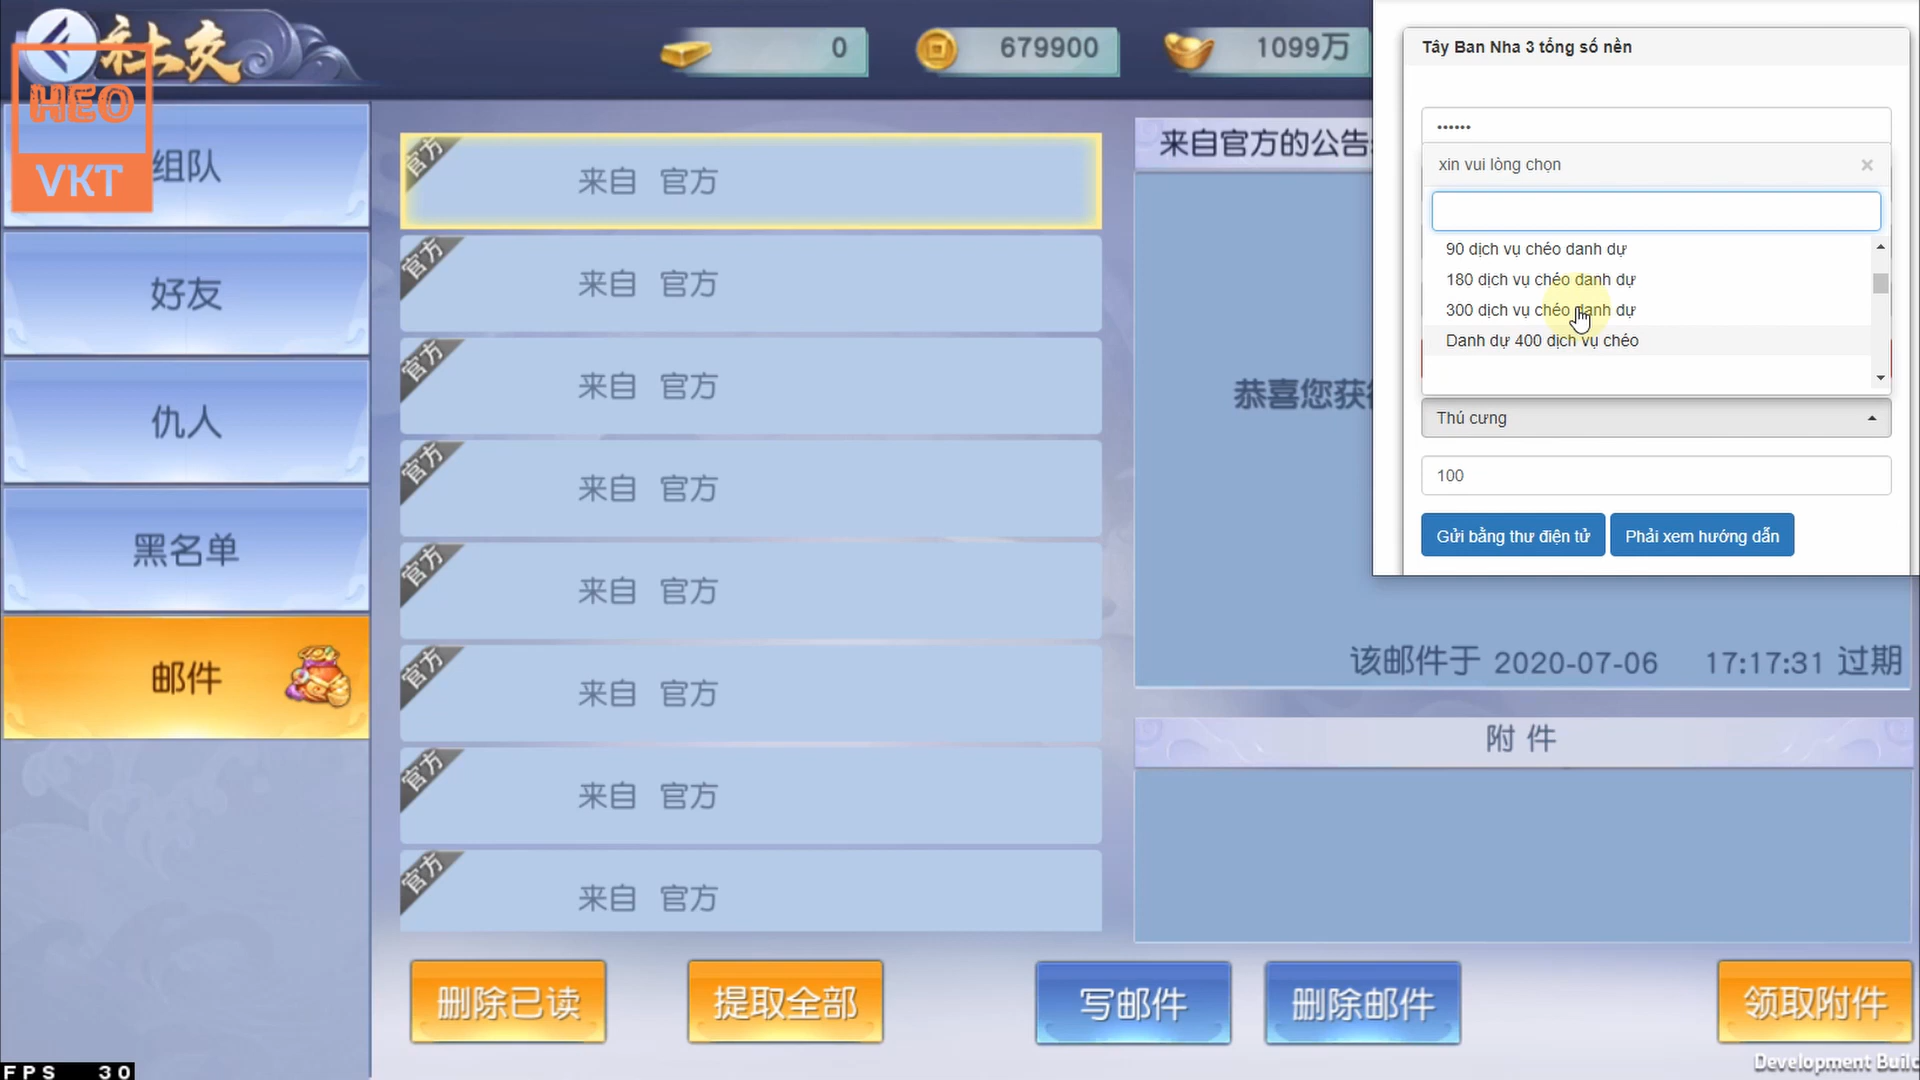 社交
HEO
VKT
0
679900
1099万
组队
好友
仇人
黑名单
邮件
官方
来自 官方
官方
来自 官方
官方
来自 官方
官方
来自 官方
官方
来自 官方
官方
来自 官方
官方
来自 官方
官方
来自 官方
来自官方的公告
恭喜您获
该邮件于 2020-07-06 17:17:31 过期
附 件
删除已读
提取全部
写邮件
删除邮件
领取附件
Development Build
FPS 30
Tây Ban Nha 3 tổng số nền
••••••
xin vui lòng chọn
×
90 dịch vụ chéo danh dự
180 dịch vụ chéo danh dự
300 dịch vụ chéo danh dự
Danh dự 400 dịch vụ chéo
Thú cưng
100
Gửi bằng thư điện tử
Phải xem hướng dẫn